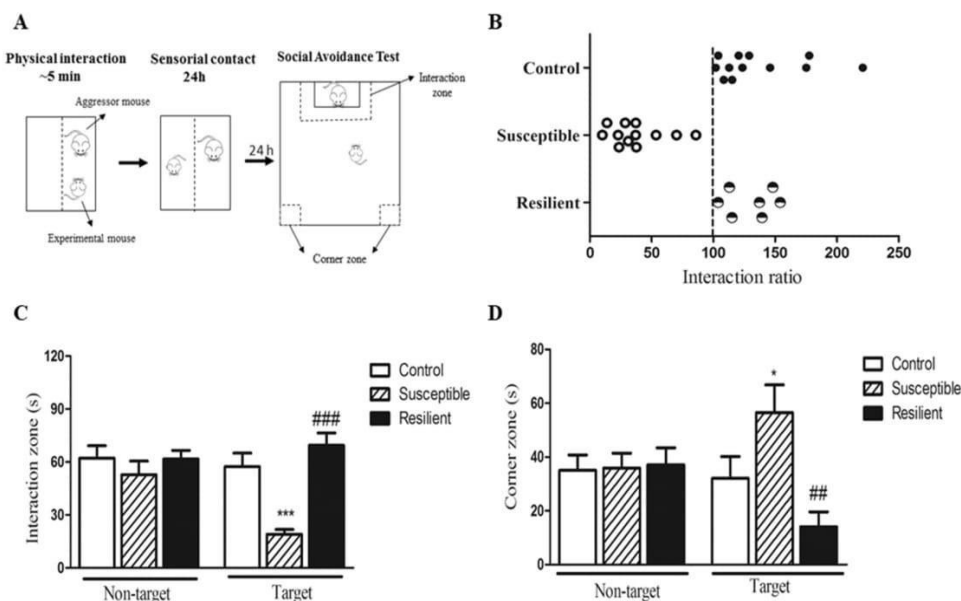 A
Physical interaction
~5 min
Aggressor mouse
Experimental mouse
Sensorial contact
24h
24 h
Social Avoidance Test
Interaction
zone
Corner zone
B
Control
Susceptible
Resilient
0 50 100 150 200 250
Interaction ratio
C
Interaction zone (s)
120
90
60
30
0
***
###
Control
Susceptible
Resilient
Non-target Target
D
Corner zone (s)
80
60
40
20
0
*
##
Control
Susceptible
Resilient
Non-target Target